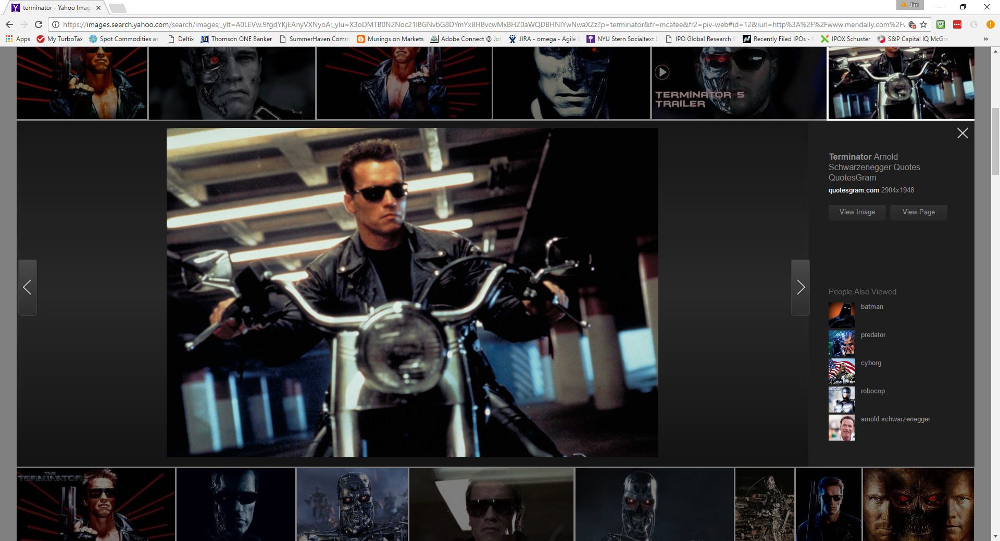 terminator - Yahoo Imag
Jim
https://images.search.yahoo.com/search/images;_ylt=A0LEVw.9fgdYKjEAnyVXNyoA;_ylu=X3oDMTB0N2Noc21lBGNvbG8DYmYxBHBvcwMxBHZ0aWQDBHNlYwNwaXZz?p=terminator&fr=mcafee&fr2=piv-web#id=12&iurl=http%3A%2F%2Fwww.mendaily.com%2Fv
Apps
My TurboTax
Spot Commodities as
Deltix
Thomson ONE Banker
SummerHaven Comm
Musings on Markets
Adobe Connect @ Jo
JIRA - omega - Agile
NYU Stern Socialtext
IPO Global Research
Recently Filed IPOs -
IPOX Schuster
S&P Capital IQ McGra
»
TERMINATOR 5
TRAILER
Terminator Arnold
Schwarzenegger Quotes.
QuotesGram
quotesgram.com 2904x1948
View Image
View Page
People Also Viewed
batman
predator
cyborg
robocop
arnold schwarzenegger
THE
TERMINATOR